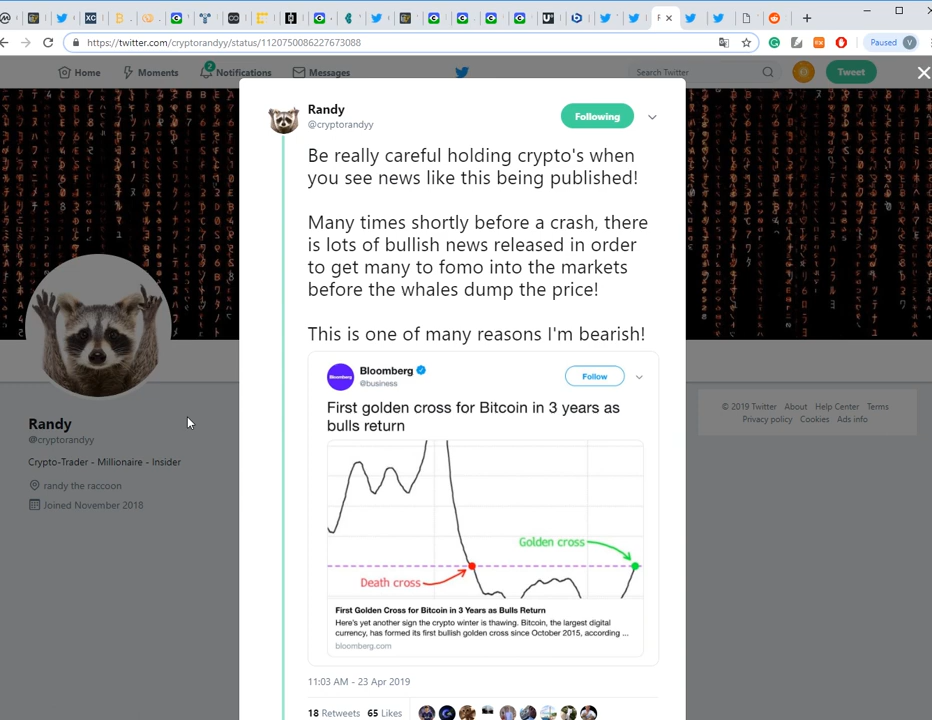 https://twitter.com/cryptorandyy/status/1120750086227673088
Paused V
Home Moments 2 Notifications Messages Search Twitter Tweet
Randy
@cryptorandyy
Following
Be really careful holding crypto's when
you see news like this being published!
Many times shortly before a crash, there
is lots of bullish news released in order
to get many to fomo into the markets
before the whales dump the price!
This is one of many reasons I'm bearish!
Bloomberg
@business
Follow
First golden cross for Bitcoin in 3 years as
bulls return
Golden cross
Death cross
First Golden Cross for Bitcoin in 3 Years as Bulls Return
Here's yet another sign the crypto winter is thawing. Bitcoin, the largest digital
currency, has formed its first bullish golden cross since October 2015, according ...
bloomberg.com
11:03 AM - 23 Apr 2019
18 Retweets 65 Likes
Randy
@cryptorandyy
Crypto-Trader - Millionaire - Insider
randy the raccoon
Joined November 2018
© 2019 Twitter About Help Center Terms
Privacy policy Cookies Ads info